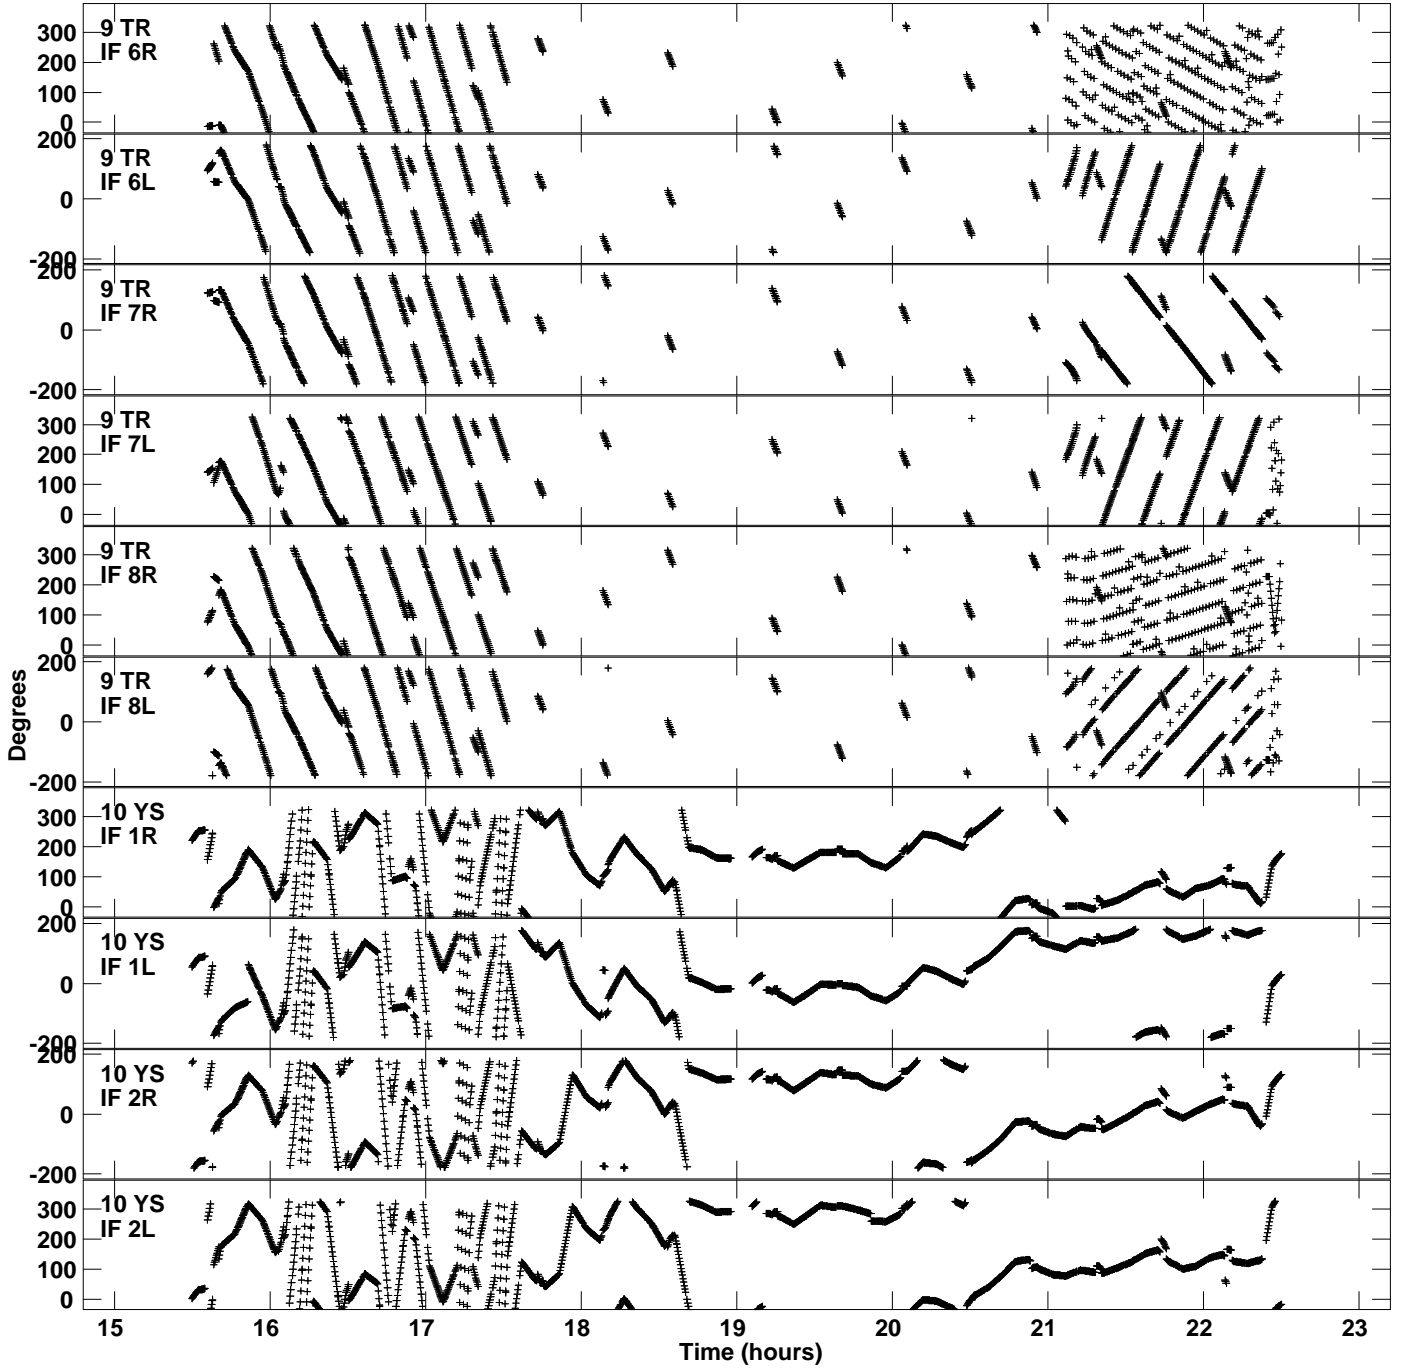 9 TR
IF 6R
300
200
100
0
9 TR
IF 6L
200
0
-200
9 TR
IF 7R
200
0
-200
9 TR
IF 7L
300
200
100
0
9 TR
IF 8R
300
200
100
0
9 TR
IF 8L
200
0
-200
Degrees
10 YS
IF 1R
300
200
100
0
10 YS
IF 1L
200
0
-200
10 YS
IF 2R
200
0
-200
10 YS
IF 2L
300
200
100
0
15 16 17 18 19 20 21 22 23
Time (hours)